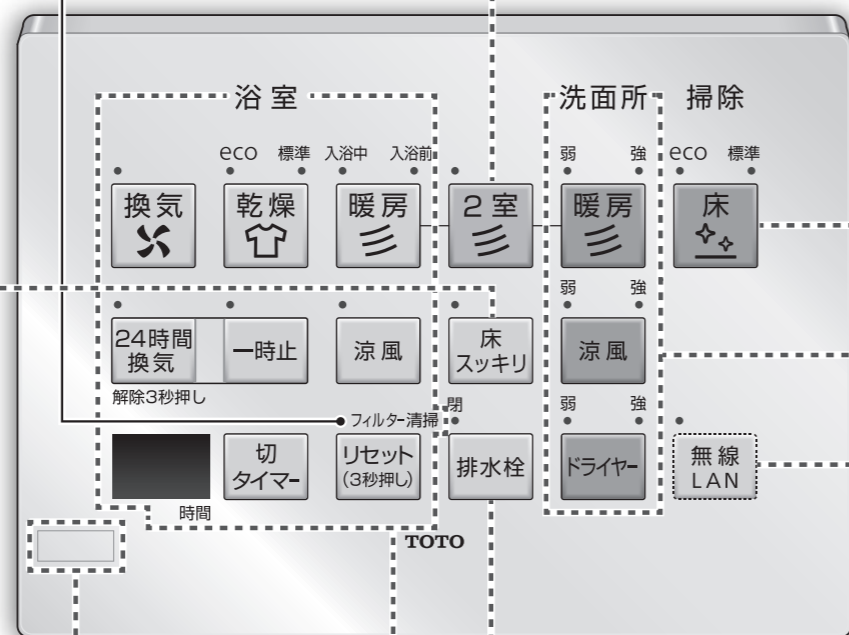 浴室 洗面所 掃除
eco 標準 入浴中 入浴前 弱 強 eco 標準
換気 乾燥 暖房 2室 暖房 床
弱 強
24時間
換気
一時止 涼風
床
スッキリ
涼風
解除3秒押し
フィルター清掃 閉 弱 強
切
タイマー
リセット
(3秒押し)
排水栓 ドライヤー
無線
LAN
時間
TOTO